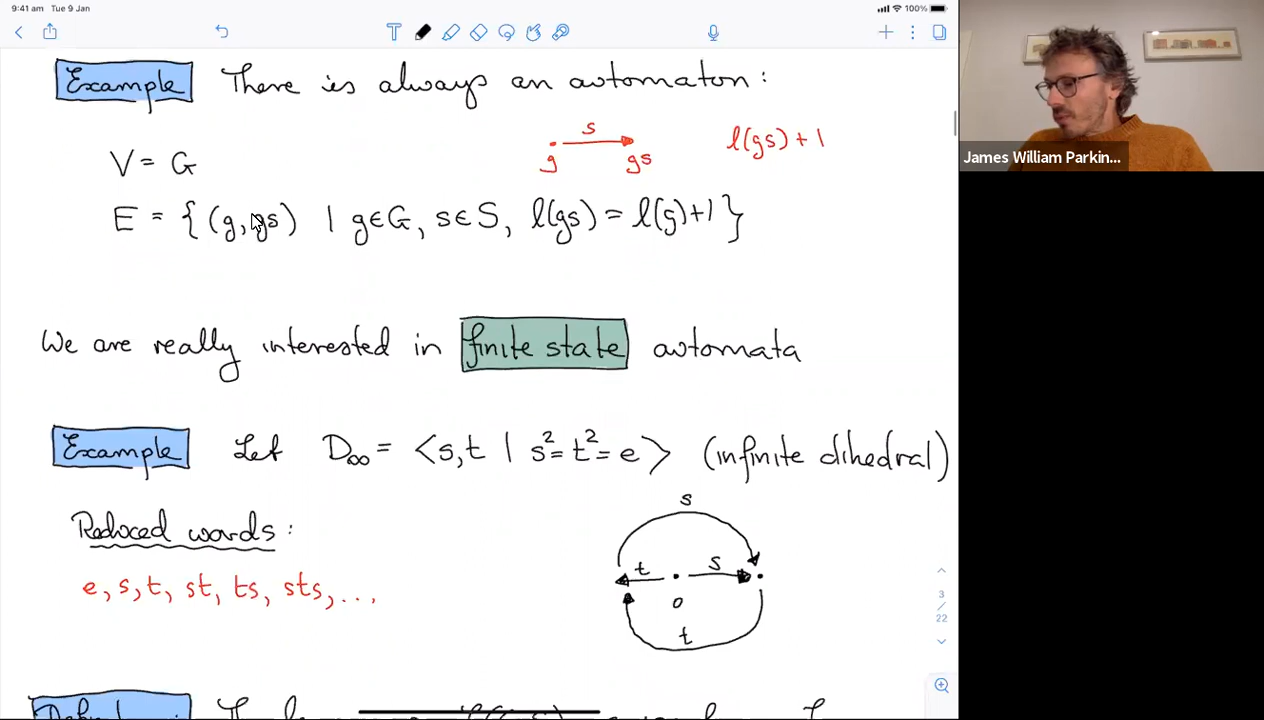 9:41 am Tue 9 Jan
100%
Example There is always an automaton:
s
g gs
l(gs)+1
V = G
E = { (g,gs) | g∈G, s∈S, l(gs) = l(g)+1 }
We are really interested in finite state automata
Example Let D∞ = <s,t | s²=t²=e> (infinite dihedral)
s
Reduced words:
t s
e, s, t, st, ts, sts, ...
o
t
3
/
22
James William Parkin...